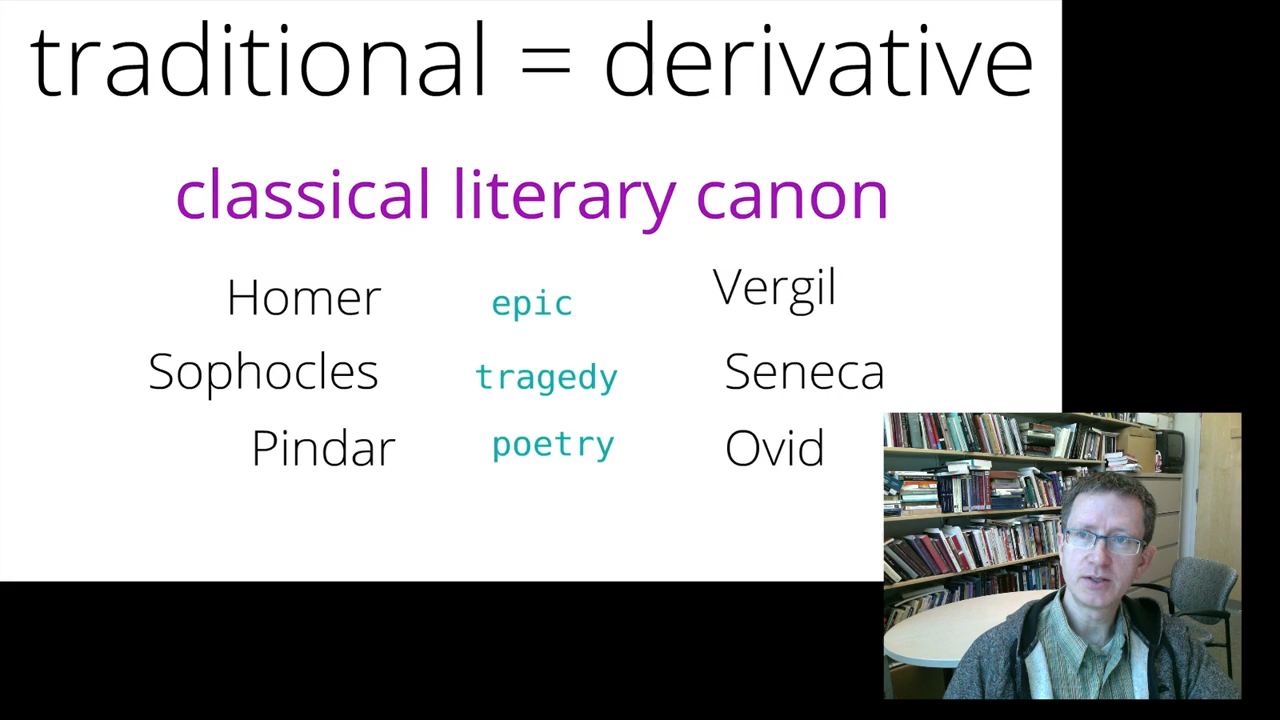 traditional = derivative
classical literary canon
Homer epic Vergil
Sophocles tragedy Seneca
Pindar poetry Ovid